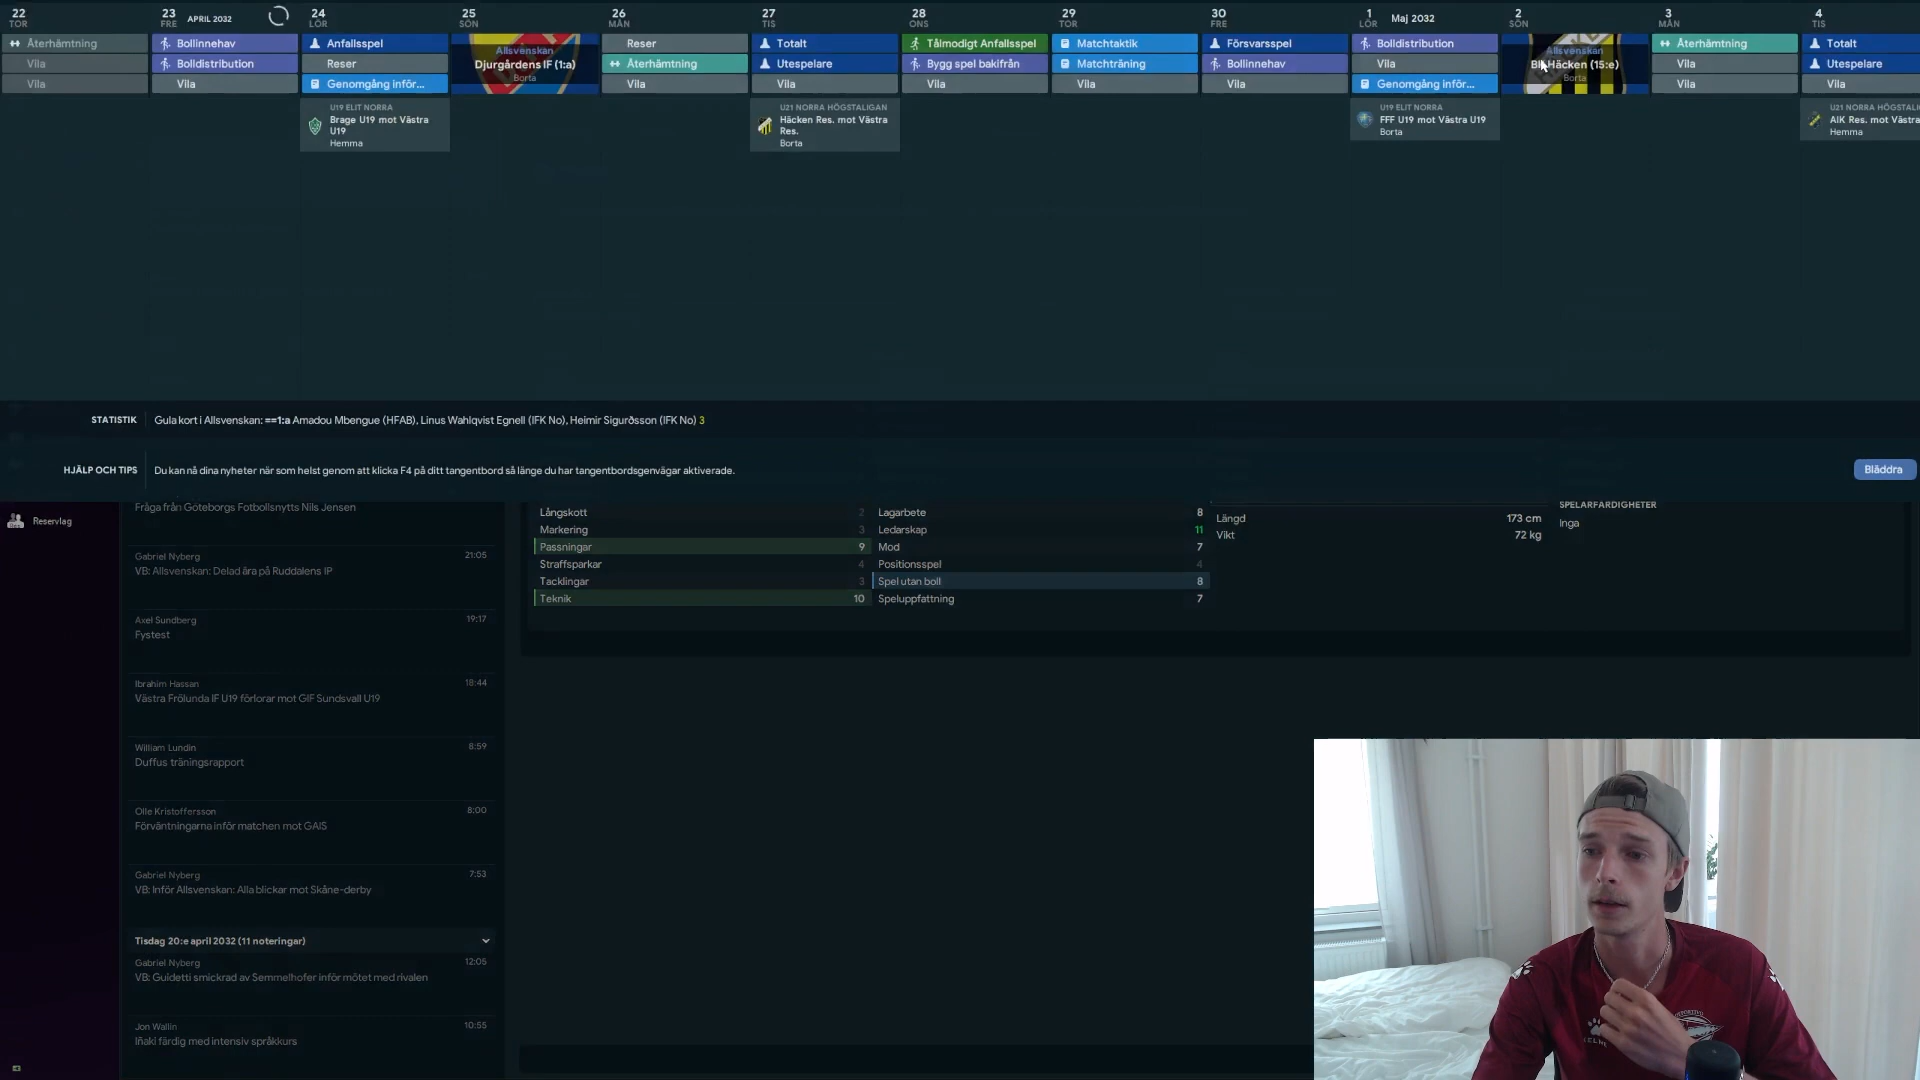 22
TOR
23
FRE
APRIL 2032
24
LÖR
25
SÖN
26
MÅN
27
TIS
28
ONS
29
TOR
30
FRE
1
LÖR
Maj 2032
2
SÖN
3
MÅN
4
TIS
Återhämtning
Vila
Vila
Bollinnehav
Bolldistribution
Vila
Anfallsspel
Reser
Genomgång inför...
U19 ELIT NORRA
Brage U19 mot Västra
U19
Hemma
Allsvenskan
Djurgårdens IF (1:a)
Borta
Reser
Återhämtning
Vila
Totalt
Utespelare
Vila
U21 NORRA HÖGSTALIGAN
Häcken Res. mot Västra
Res.
Borta
Tålmodigt Anfallsspel
Bygg spel bakifrån
Vila
Matchtaktik
Matchträning
Vila
Försvarsspel
Bollinnehav
Vila
Bolldistribution
Vila
Genomgång inför...
U19 ELIT NORRA
FFF U19 mot Västra U19
Borta
Allsvenskan
Häcken (15:e)
Borta
Återhämtning
Vila
Vila
Totalt
Utespelare
Vila
U21 NORRA HÖGSTALI
AIK Res. mot Västra
Hemma
STATISTIK
Gula kort i Allsvenskan: ==1:a Amadou Mbengue (HFAB), Linus Wahlqvist Egnell (IFK No), Heimir Sigurðsson (IFK No) 3
HJÄLP OCH TIPS
Du kan nå dina nyheter när som helst genom att klicka F4 på ditt tangentbord så länge du har tangentbordsgenvägar aktiverade.
Bläddra
Reservlag
Fråga från Göteborgs Fotbollsnytts Nils Jensen
Gabriel Nyberg 21:05
VB: Allsvenskan: Delad ära på Ruddalens IP
Axel Sundberg 19:17
Fystest
Ibrahim Hassan 18:44
Västra Frölunda IF U19 förlorar mot GIF Sundsvall U19
William Lundin 8:59
Duffus träningsrapport
Olle Kristoffersson 8:00
Förväntningarna inför matchen mot GAIS
Gabriel Nyberg 7:53
VB: Inför Allsvenskan: Alla blickar mot Skåne-derby
Tisdag 20:e april 2032 (11 noteringar)
Gabriel Nyberg 12:05
VB: Guidetti smickrad av Semmelhofer inför mötet med rivalen
Jon Wallin 10:55
Iñaki färdig med intensiv språkkurs
Långskott 2
Markering 3
Passningar 9
Straffsparkar 4
Tacklingar 3
Teknik 10
Lagarbete 8
Ledarskap 11
Mod 7
Positionsspel 4
Spel utan boll 8
Speluppfattning 7
Längd 173 cm
Vikt 72 kg
SPELARFÄRDIGHETER
Inga